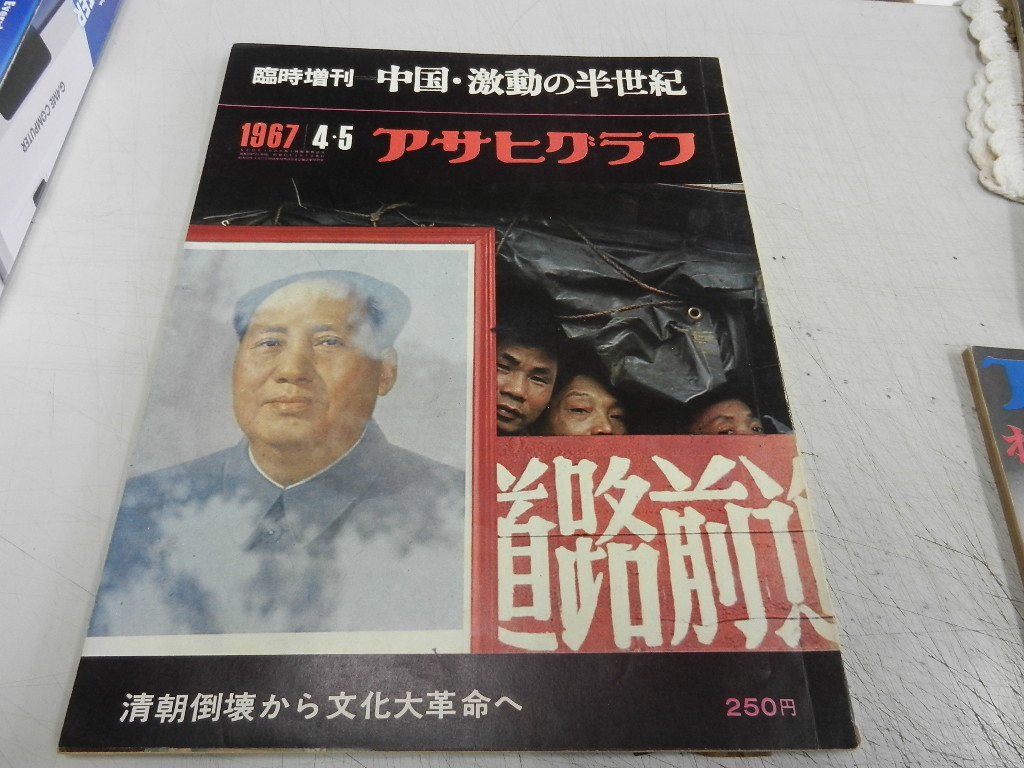 臨時増刊 中国・激動の半世紀
1967 4・5 アサヒグラフ
道路前進
清朝倒壊から文化大革命へ 250円
GAME COMPUTER